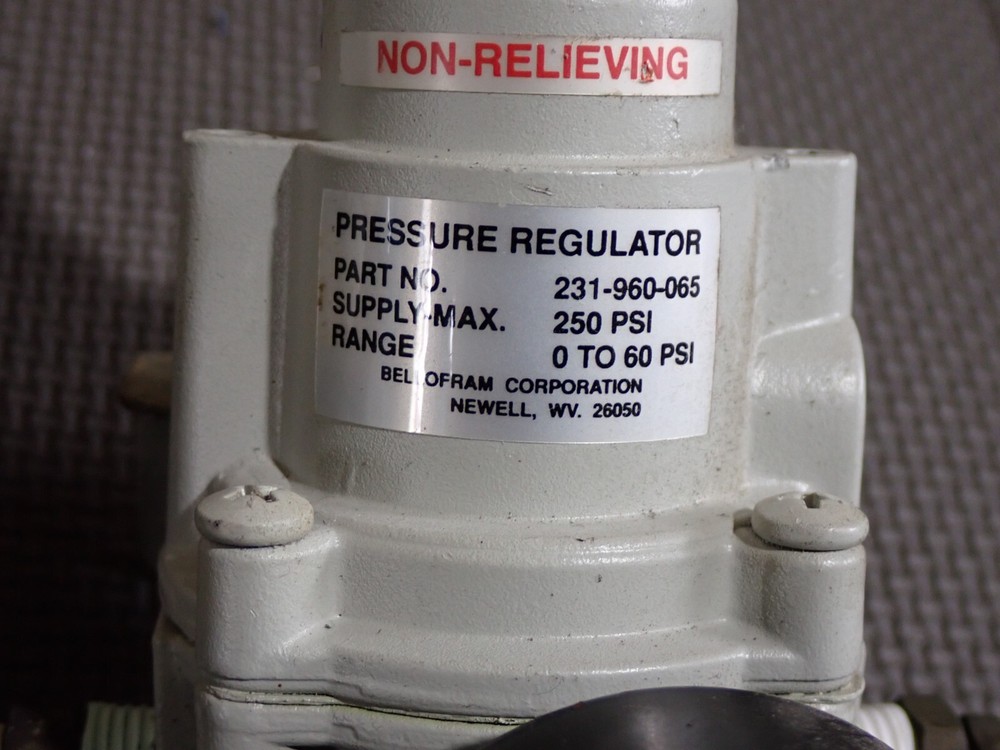 NON-RELIEVING
PRESSURE REGULATOR
PART NO. 231-960-065
SUPPLY-MAX. 250 PSI
RANGE 0 TO 60 PSI
BELLOFRAM CORPORATION
NEWELL, WV. 26050